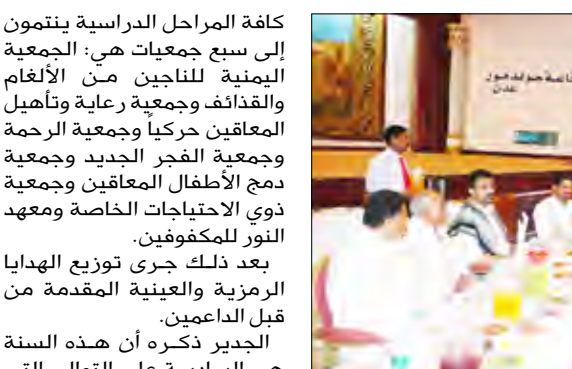 كافة المراحل الدراسية ينتمون
إلى سبع جمعيات هي: الجمعية
اليمنية للناجين من الألغام
والقذائف وجمعية رعاية وتأهيل
المعاقين حركياً وجمعية الرحمة
وجمعية الفجر الجديد وجمعية
دمج الأطفال المعاقين وجمعية
ذوي الاحتياجات الخاصة ومعهد
النور للمكفوفين.
بعد ذلك جرى توزيع الهدايا
الرمزية والعينية المقدمة من
قبل الداعمين.
الجدير ذكره أن هذه السنة
عدن